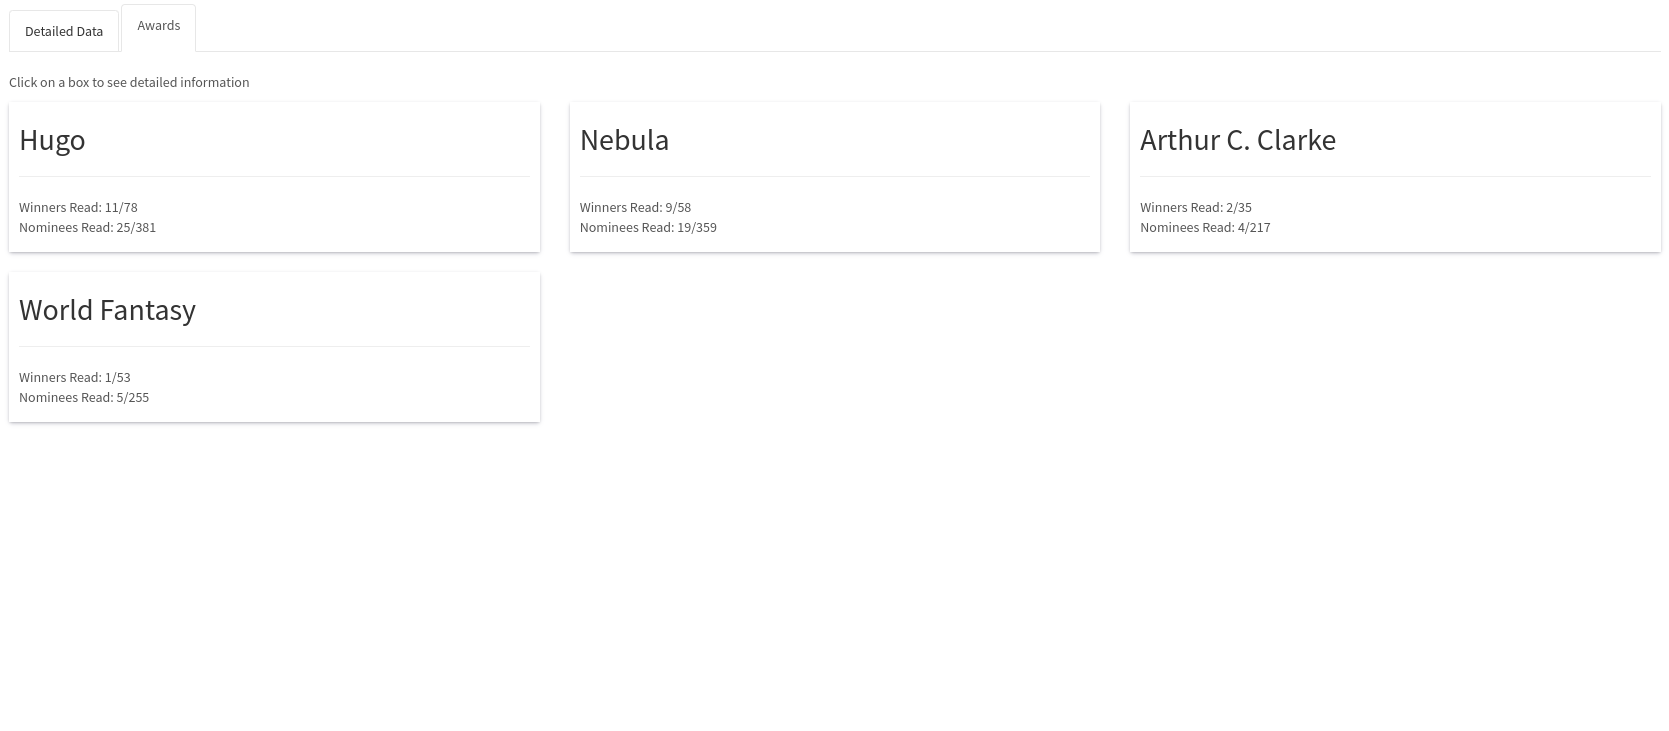 Detailed Data
Awards
Click on a box to see detailed information
Hugo
Winners Read: 11/78
Nominees Read: 25/381
Nebula
Winners Read: 9/58
Nominees Read: 19/359
Arthur C. Clarke
Winners Read: 2/35
Nominees Read: 4/217
World Fantasy
Winners Read: 1/53
Nominees Read: 5/255